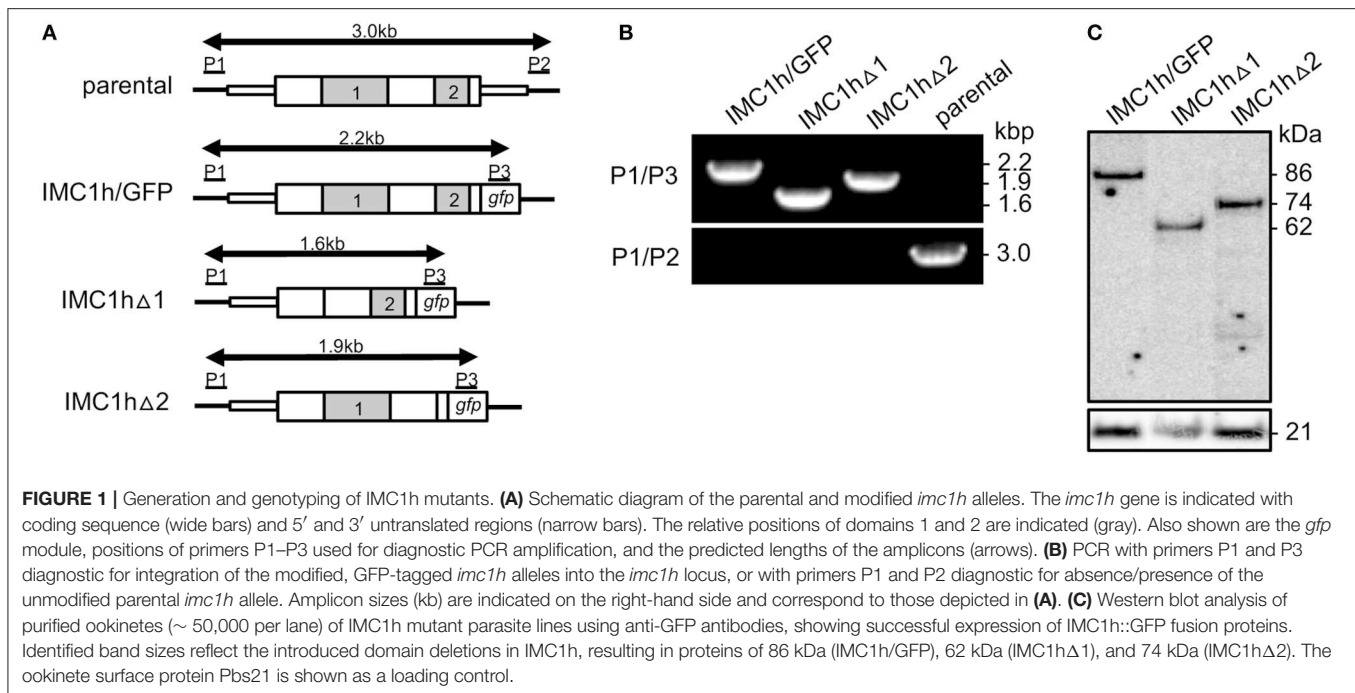 A
3.0kb
P1 P2
parental
1 2
2.2kb
P1 P3
IMC1h/GFP
1 2 gfp
1.6kb
P1 P3
IMC1h△1
2 gfp
1.9kb
P1 P3
IMC1h△2
1 gfp
B
IMC1h/GFP IMC1h△1 IMC1h△2 parental
kbp
P1/P3
2.2
1.9
1.6
P1/P2
3.0
C
IMC1h/GFP IMC1h△1 IMC1h△2
kDa
86
74
62
21
FIGURE 1 | Generation and genotyping of IMC1h mutants. (A) Schematic diagram of the parental and modified imc1h alleles. The imc1h gene is indicated with
coding sequence (wide bars) and 5′ and 3′ untranslated regions (narrow bars). The relative positions of domains 1 and 2 are indicated (gray). Also shown are the gfp
module, positions of primers P1–P3 used for diagnostic PCR amplification, and the predicted lengths of the amplicons (arrows). (B) PCR with primers P1 and P3
diagnostic for integration of the modified, GFP-tagged imc1h alleles into the imc1h locus, or with primers P1 and P2 diagnostic for absence/presence of the
unmodified parental imc1h allele. Amplicon sizes (kb) are indicated on the right-hand side and correspond to those depicted in (A). (C) Western blot analysis of
purified ookinetes (∼ 50,000 per lane) of IMC1h mutant parasite lines using anti-GFP antibodies, showing successful expression of IMC1h::GFP fusion proteins.
Identified band sizes reflect the introduced domain deletions in IMC1h, resulting in proteins of 86 kDa (IMC1h/GFP), 62 kDa (IMC1hΔ1), and 74 kDa (IMC1hΔ2). The
ookinete surface protein Pbs21 is shown as a loading control.